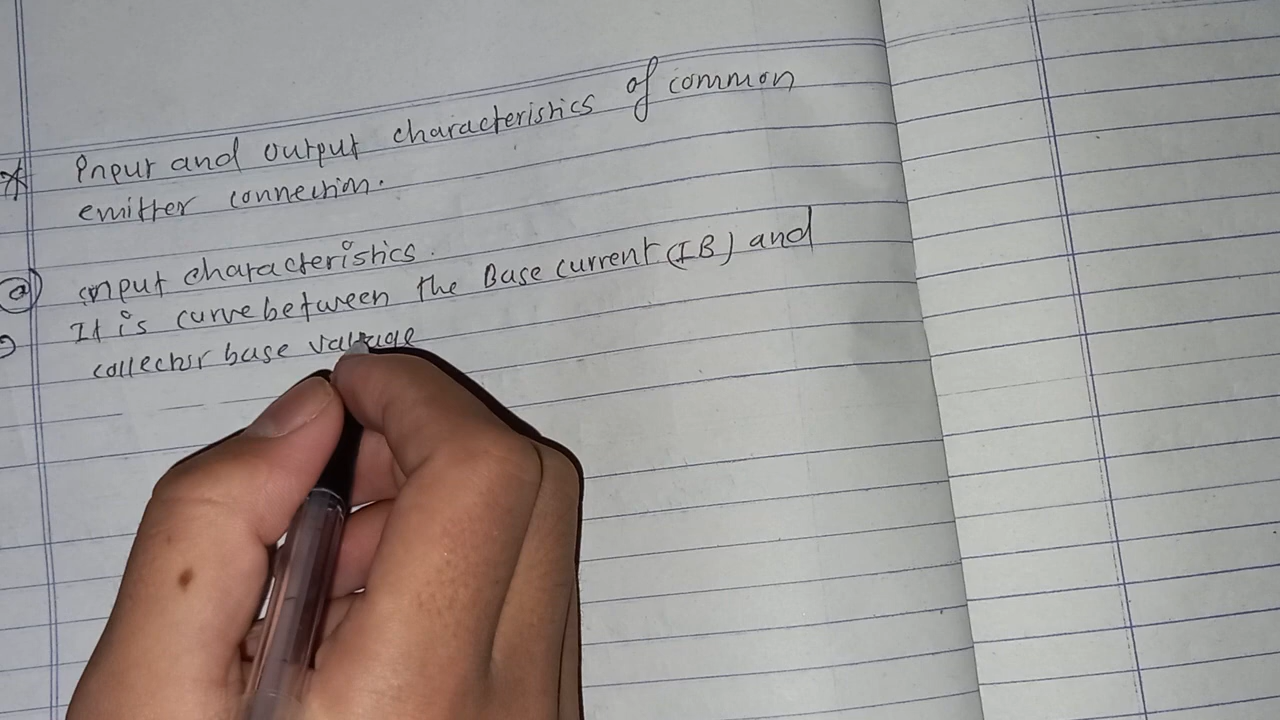 * Input and output characteristics of common
emitter connection.
(a) input characteristics.
It is curve between the Base current (IB) and
collector base valtage